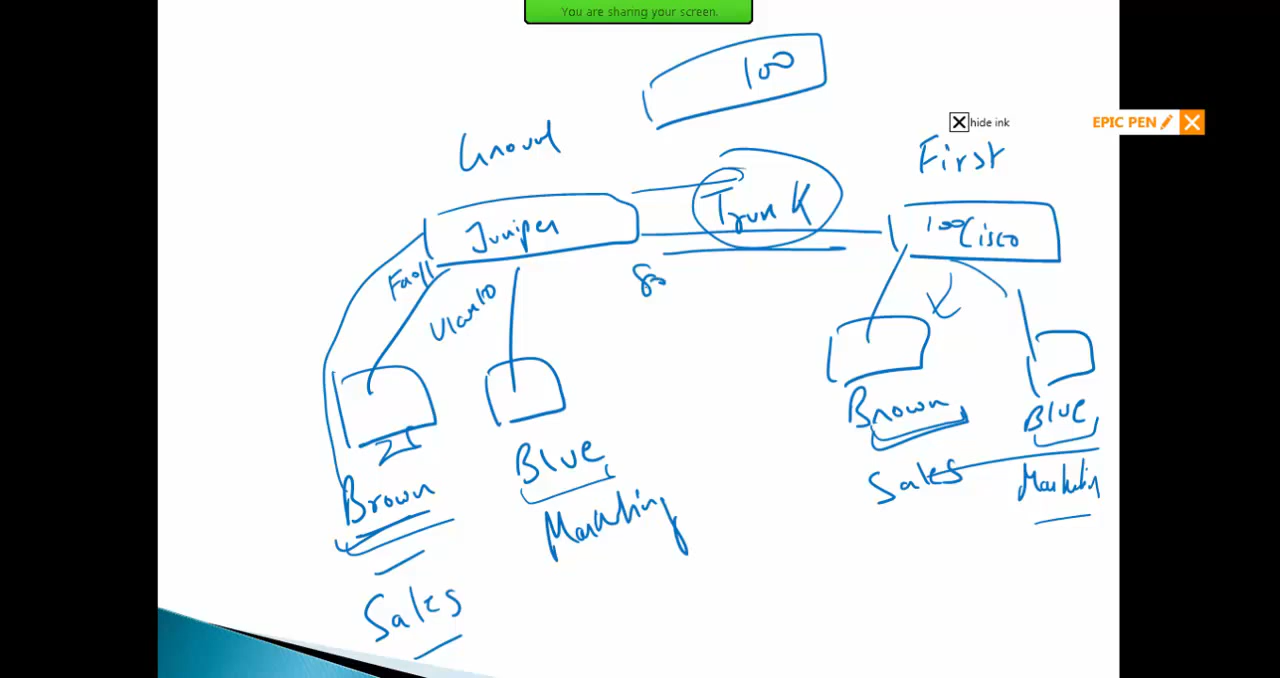 You are sharing your screen.
100
hide ink
EPIC PEN
First
Trunk
Juniper
100 Cisco
Fa0/1
Vlan10
Brown
Blue
Blue
Sales
Marketing
Brown
Marketing
Sales